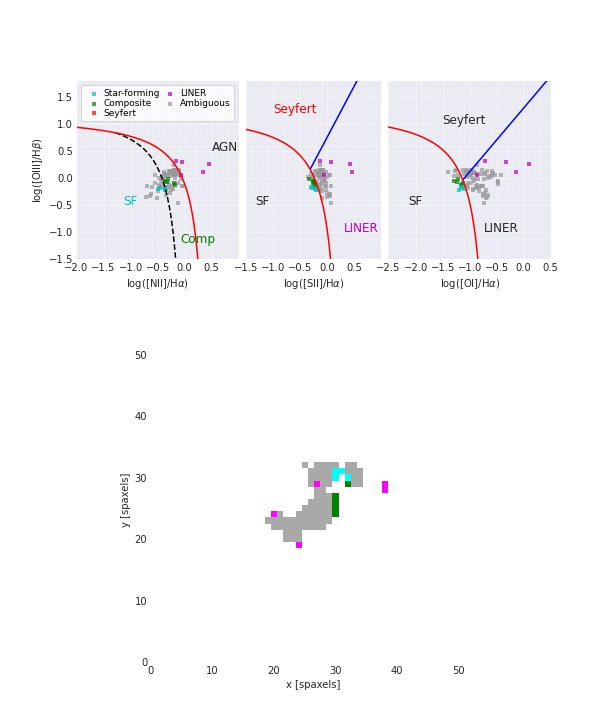 Star-forming LINER
Composite Ambiguous
Seyfert
AGN
SF
Comp
Seyfert
SF
LINER
Seyfert
SF
LINER
1.5
1.0
0.5
0.0
−0.5
−1.0
−1.5
log([OIII]/Hβ)
−2.0 −1.5 −1.0 −0.5 0.0 0.5
−1.0 −0.5 0.0 0.5
−2.5 −2.0 −1.5 −1.0 −0.5 0.0 0.5
log([NII]/Hα)
log([SII]/Hα)
log([OI]/Hα)
50
40
30
20
10
0
y [spaxels]
0 10 20 30 40 50
x [spaxels]